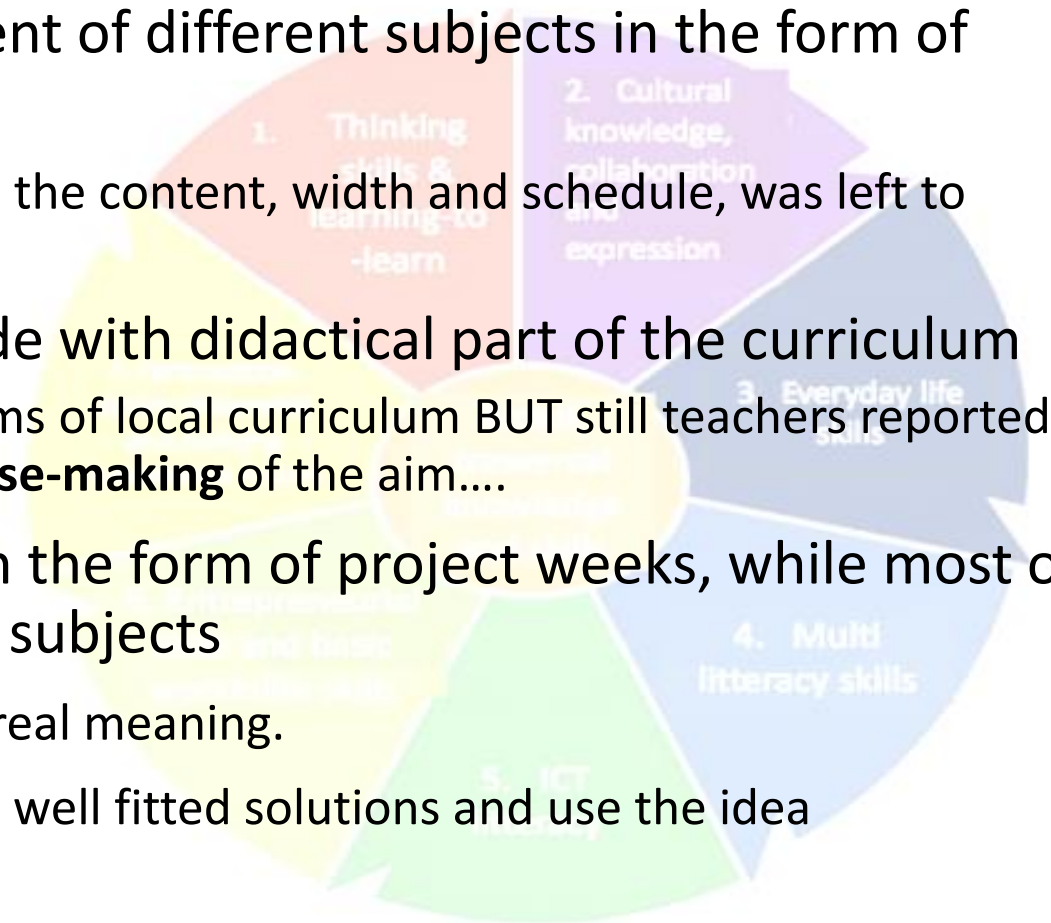 ent of different subjects in the form of
the content, width and schedule, was left to
de with didactical part of the curriculum
ms of local curriculum BUT still teachers reported
se-making of the aim....
n the form of project weeks, while most o
subjects
real meaning.
well fitted solutions and use the idea
1. Thinking
skills &
learning-to
-learn
2. Cultural
knowledge,
collaboration
and
expression
3. Everyday life
skills
4. Multi
litteracy skills
5. ICT